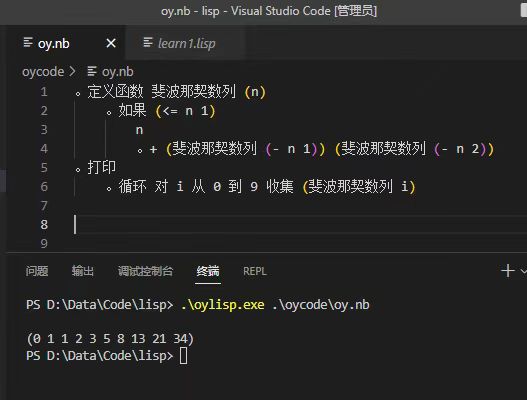 oy.nb - lisp - Visual Studio Code [管理员]
oy.nb × learn1.lisp
oycode > oy.nb
1 。定义函数 斐波那契数列 (n)
2 。如果 (<= n 1)
3 n
4 。+ (斐波那契数列 (- n 1)) (斐波那契数列 (- n 2))
5 。打印
6 。循环 对 i 从 0 到 9 收集 (斐波那契数列 i)
7
8
9
问题 输出 调试控制台 终端 REPL
PS D:\Data\Code\lisp> .\oylisp.exe .\oycode\oy.nb
(0 1 1 2 3 5 8 13 21 34)
PS D:\Data\Code\lisp>